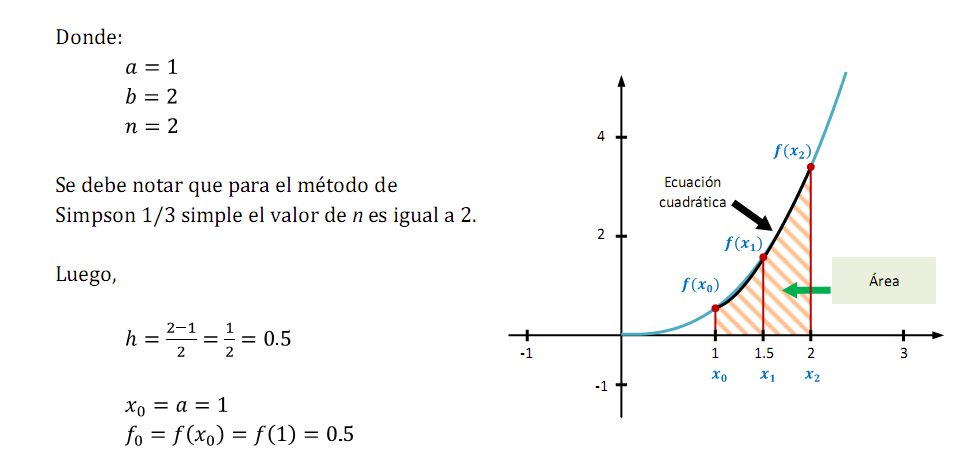 Donde:
a = 1
b = 2
n = 2
Se debe notar que para el método de
Simpson 1/3 simple el valor de n es igual a 2.
Luego,
h = \frac{2−1}{2} = \frac{1}{2} = 0.5
x₀ = a = 1
f₀ = f(x₀) = f(1) = 0.5
4
f(x₂)
Ecuación
cuadrática
2
f(x₁)
f(x₀)
Área
-1 1 1.5 2 3
x₀ x₁ x₂
-1